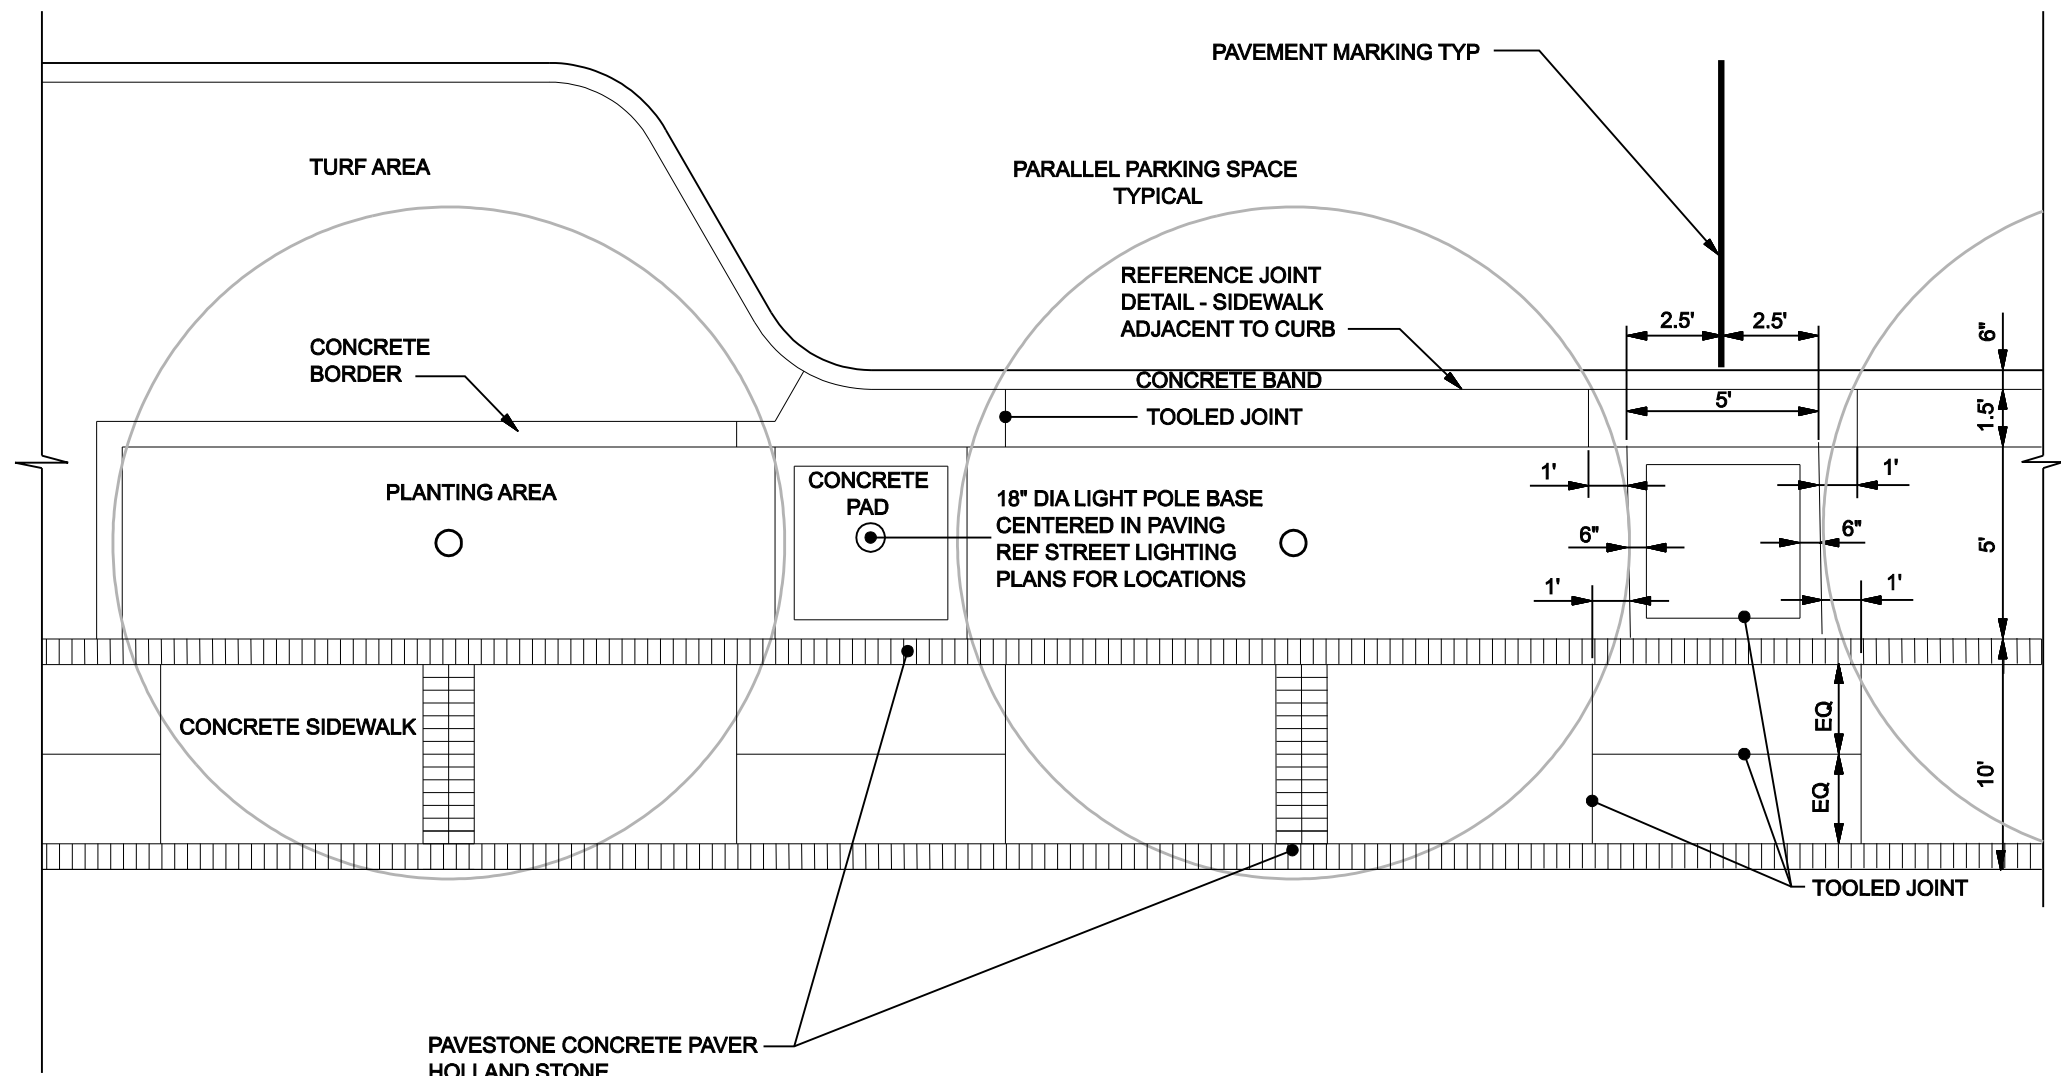 PAVEMENT MARKING TYP
TURF AREA
PARALLEL PARKING SPACE
TYPICAL
REFERENCE JOINT
DETAIL - SIDEWALK
ADJACENT TO CURB
2.5'
2.5'
6"
CONCRETE
BORDER
CONCRETE BAND
5'
1.5'
TOOLED JOINT
PLANTING AREA
CONCRETE
PAD
18" DIA LIGHT POLE BASE
CENTERED IN PAVING
REF STREET LIGHTING
PLANS FOR LOCATIONS
1'
1'
6"
6"
5'
1'
1'
CONCRETE SIDEWALK
EQ
EQ
10'
TOOLED JOINT
PAVESTONE CONCRETE PAVER
HOLLAND STONE